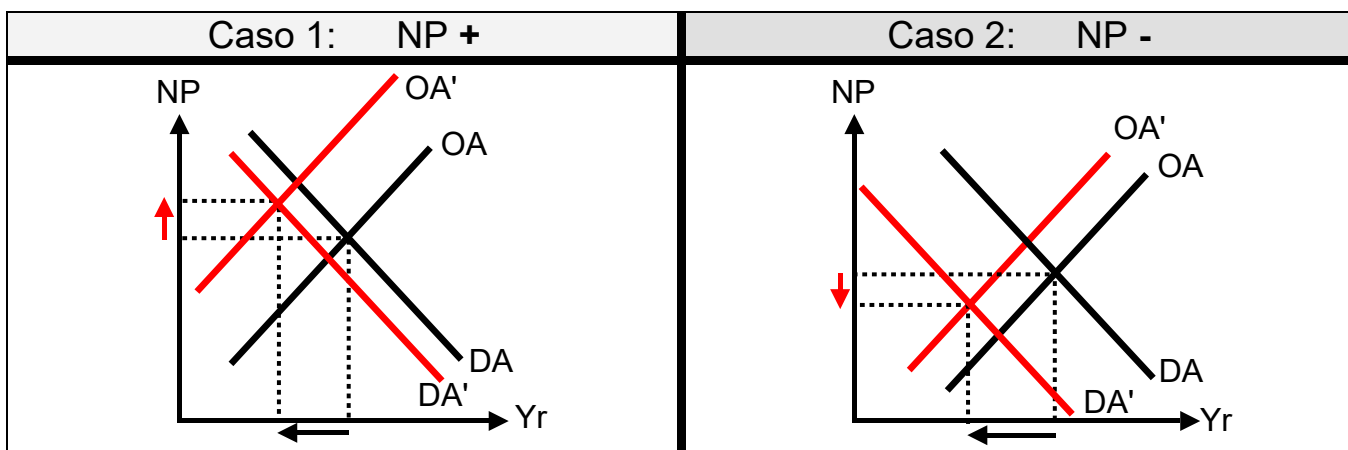 Caso 1: NP +
Caso 2: NP -
NP
OA'
OA
DA
DA'
Yr
NP
OA'
OA
DA
DA'
Yr